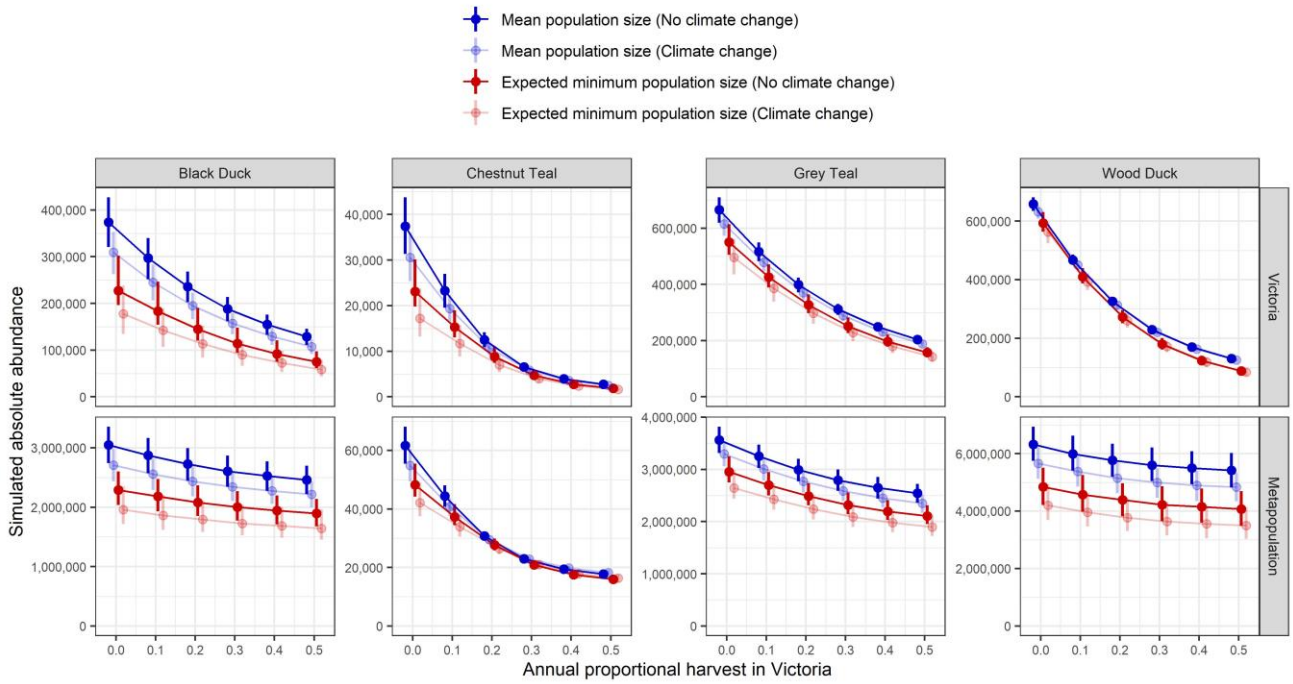 Mean population size (No climate change)
Mean population size (Climate change)
Expected minimum population size (No climate change)
Expected minimum population size (Climate change)
Black Duck
Chestnut Teal
Grey Teal
Wood Duck
Simulated absolute abundance
400,000
300,000
200,000
100,000
0
40,000
30,000
20,000
10,000
0
600,000
400,000
200,000
0
600,000
400,000
200,000
0
Victoria
3,000,000
2,000,000
1,000,000
0
60,000
40,000
20,000
0
4,000,000
3,000,000
2,000,000
1,000,000
0
6,000,000
4,000,000
2,000,000
0
Metapopulation
0.0 0.1 0.2 0.3 0.4 0.5
0.0 0.1 0.2 0.3 0.4 0.5
0.0 0.1 0.2 0.3 0.4 0.5
0.0 0.1 0.2 0.3 0.4 0.5
Annual proportional harvest in Victoria